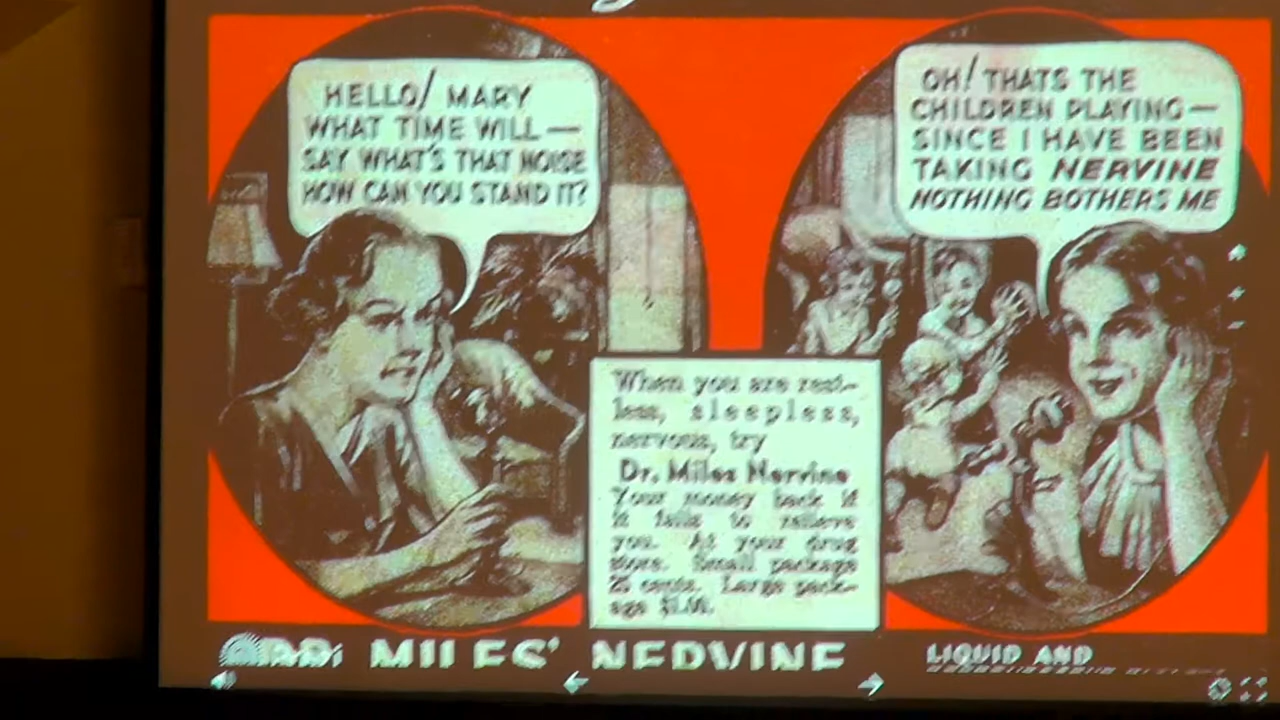 HELLO! MARY
WHAT TIME WILL—
SAY WHAT'S THAT NOISE
HOW CAN YOU STAND IT?
OH! THATS THE
CHILDREN PLAYING—
SINCE I HAVE BEEN
TAKING NERVINE
NOTHING BOTHERS ME
When you are rest-
less, sleepless,
nervous, try
Dr. Miles Nervine
Your money back if
it fails to relieve
you. At your drug
store. Small package
25 cents. Large pack-
age $1.00.
DR. MILES' NERVINE
LIQUID AND